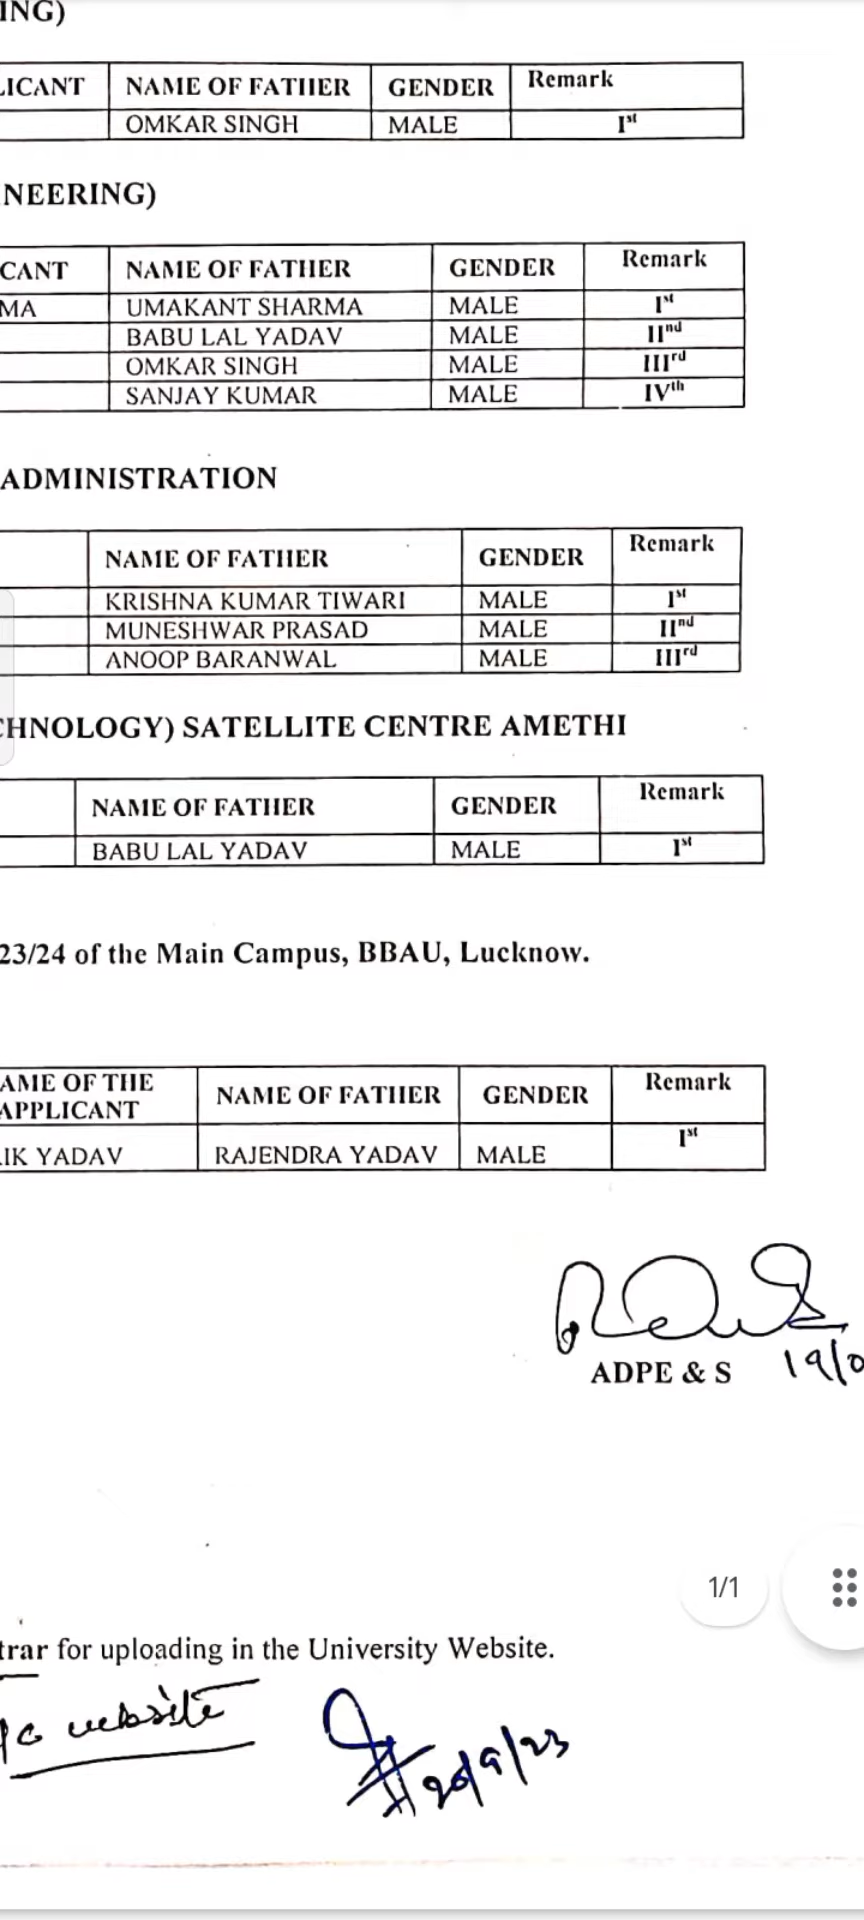 ING)
LICANT NAME OF FATHER GENDER Remark
OMKAR SINGH MALE Ist
NEERING)
CANT NAME OF FATHER GENDER Remark
MA UMAKANT SHARMA MALE Ist
BABU LAL YADAV MALE IInd
OMKAR SINGH MALE IIIrd
SANJAY KUMAR MALE IVth
ADMINISTRATION
NAME OF FATHER GENDER Remark
KRISHNA KUMAR TIWARI MALE Ist
MUNESHWAR PRASAD MALE IInd
ANOOP BARANWAL MALE IIIrd
CHNOLOGY) SATELLITE CENTRE AMETHI
NAME OF FATHER GENDER Remark
BABU LAL YADAV MALE Ist
23/24 of the Main Campus, BBAU, Lucknow.
AME OF THE
APPLICANT NAME OF FATHER GENDER Remark
IK YADAV RAJENDRA YADAV MALE Ist
ADPE & S 19/0
1/1
trar for uploading in the University Website.
website 20/9/23